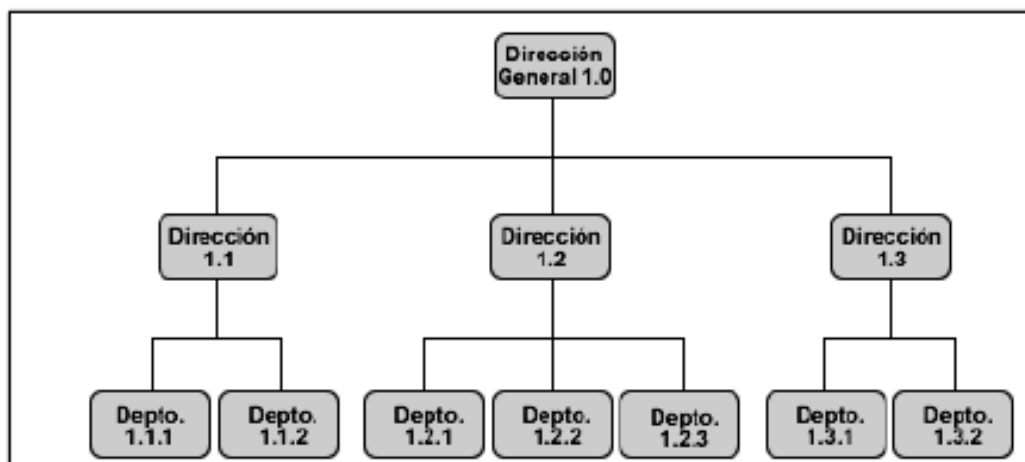 Dirección
General 1.0
Dirección
1.1
Dirección
1.2
Dirección
1.3
Depto.
1.1.1
Depto.
1.1.2
Depto.
1.2.1
Depto.
1.2.2
Depto.
1.2.3
Depto.
1.3.1
Depto.
1.3.2